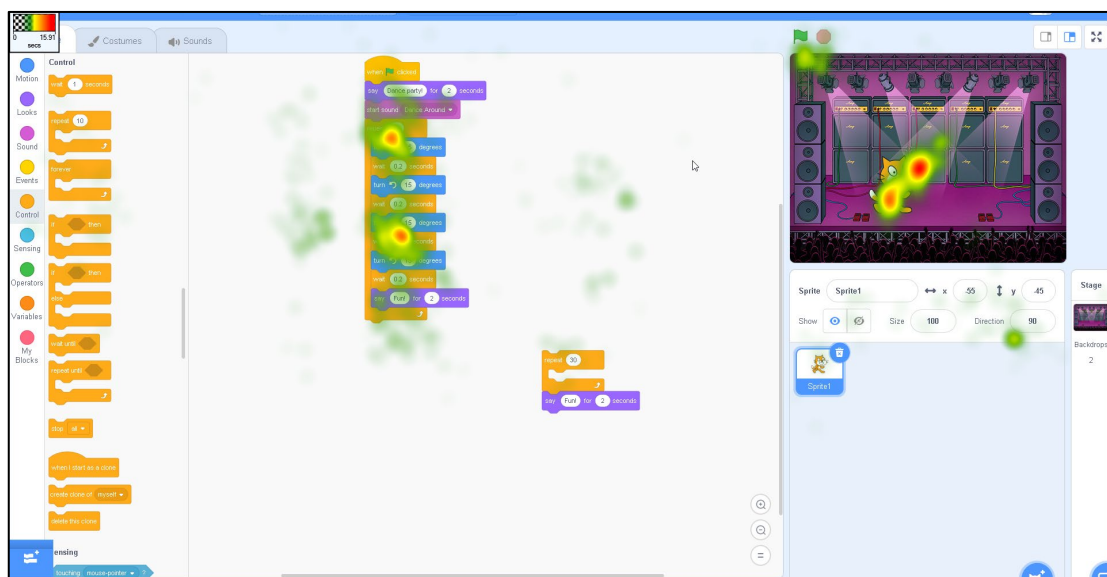 0 15.91
secs
Costumes
Sounds
Motion
Looks
Sound
Events
Control
Sensing
Operators
Variables
My
Blocks
Control
wait 1 seconds
repeat 10
forever
if then
if then
else
wait until
repeat until
stop all
when I start as a clone
create clone of myself
delete this clone
ensing
touching mouse-pointer ?
when clicked
say Dance party! for 2 seconds
start sound Dance Around
degrees
wait 0.2 seconds
turn 15 degrees
wait 0.2 seconds
15 degrees
seconds
turn degrees
wait 0.2 seconds
say Fun! for 2 seconds
repeat 30
say Fun! for 2 seconds
Sprite Sprite1 x -55 y -45
Show Size 100 Direction 90
Sprite1
Stage
Backdrops
2